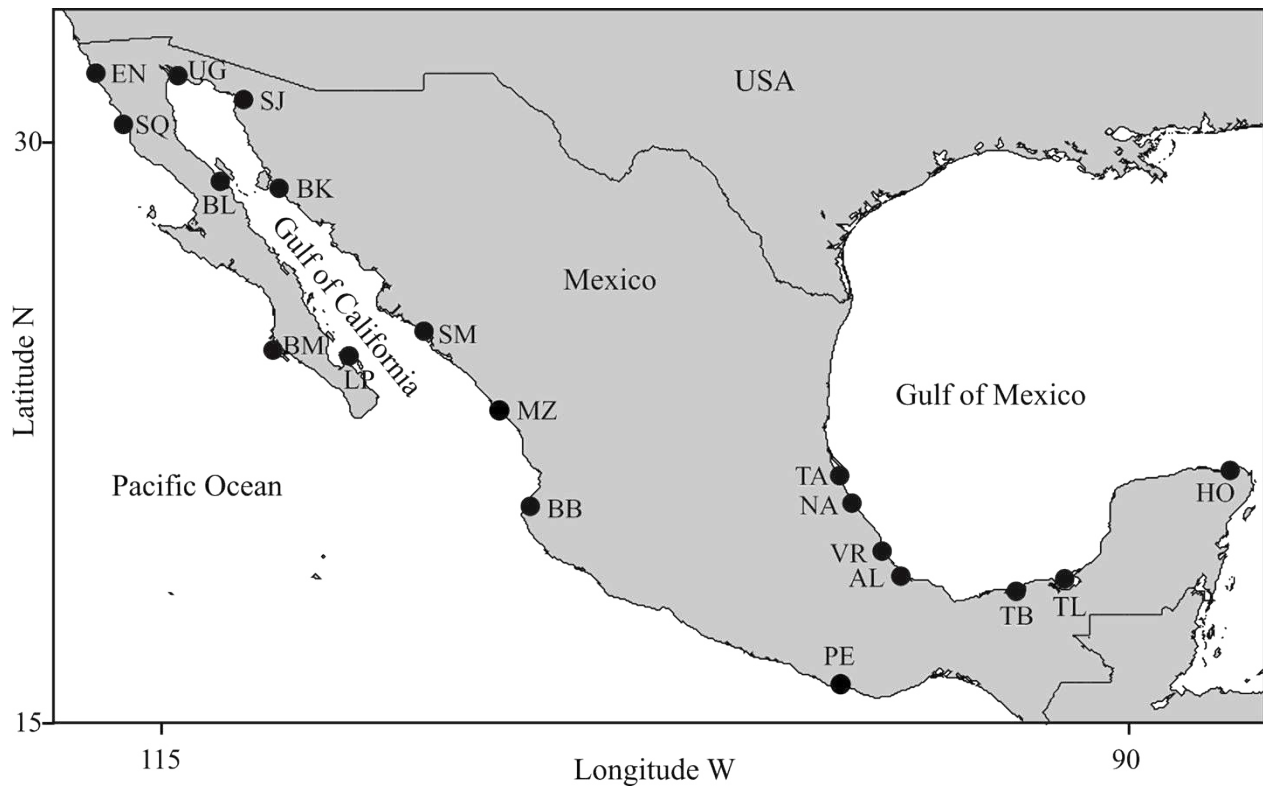 EN
UG
USA
SJ
SQ
30
BK
BL
Gulf of California
Mexico
SM
BM
LP
Gulf of Mexico
MZ
Latitude N
Pacific Ocean
TA
HO
NA
BB
VR
AL
TB
TL
PE
15
115
90
Longitude W